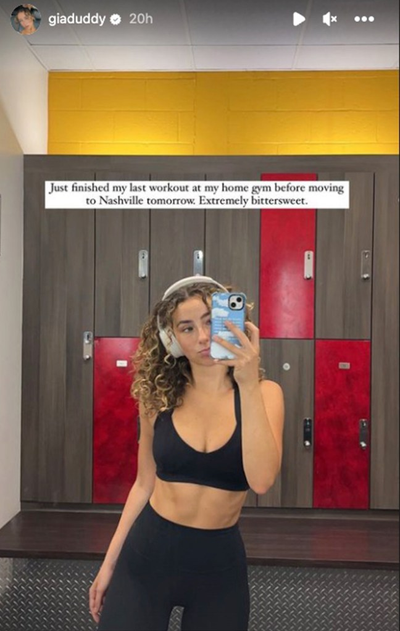 giaduddy 20h
Just finished my last workout at my home gym before moving
to Nashville tomorrow. Extremely bittersweet.